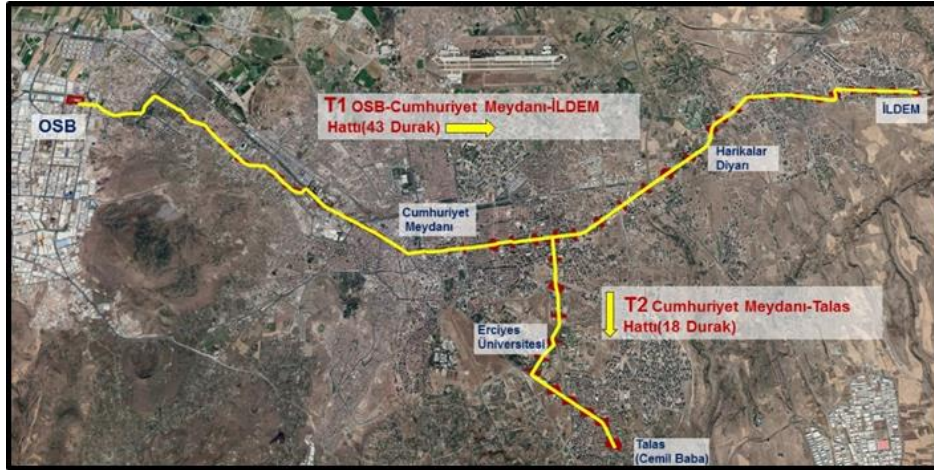 T1 OSB-Cumhuriyet Meydanı-İLDEM
Hattı(43 Durak)
OSB
İLDEM
Harikalar
Diyarı
Cumhuriyet
Meydanı
T2 Cumhuriyet Meydanı-Talas
Hattı(18 Durak)
Erciyes
Üniversitesi
Talas
(Cemil Baba)